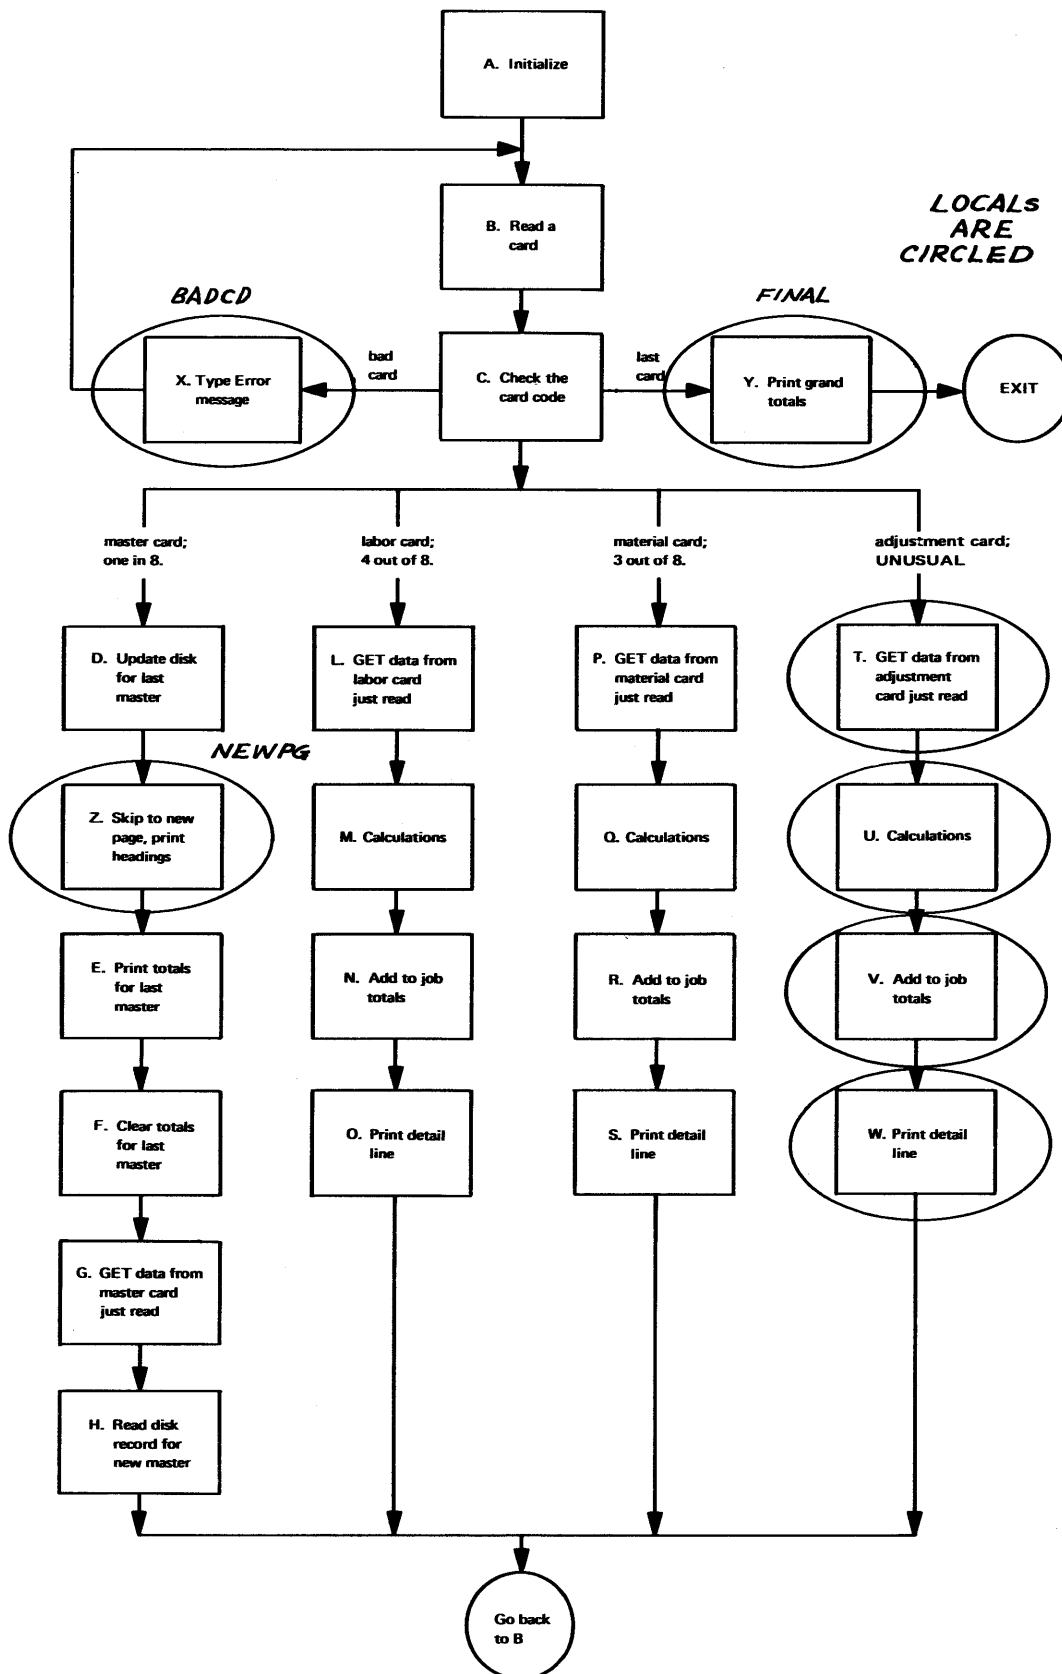 A. Initialize
B. Read a
card
LOCALs
ARE
CIRCLED
BADCD
FINAL
bad
card
last
card
X. Type Error
message
C. Check the
card code
Y. Print grand
totals
EXIT
master card;
one in 8.
labor card;
4 out of 8.
material card;
3 out of 8.
adjustment card;
UNUSUAL
D. Update disk
for last
master
L. GET data from
labor card
just read
P. GET data from
material card
just read
T. GET data from
adjustment
card just read
NEWPG
Z. Skip to new
page, print
headings
M. Calculations
Q. Calculations
U. Calculations
E. Print totals
for last
master
N. Add to job
totals
R. Add to job
totals
V. Add to job
totals
F. Clear totals
for last
master
O. Print detail
line
S. Print detail
line
W. Print detail
line
G. GET data from
master card
just read
H. Read disk
record for
new master
Go back
to B